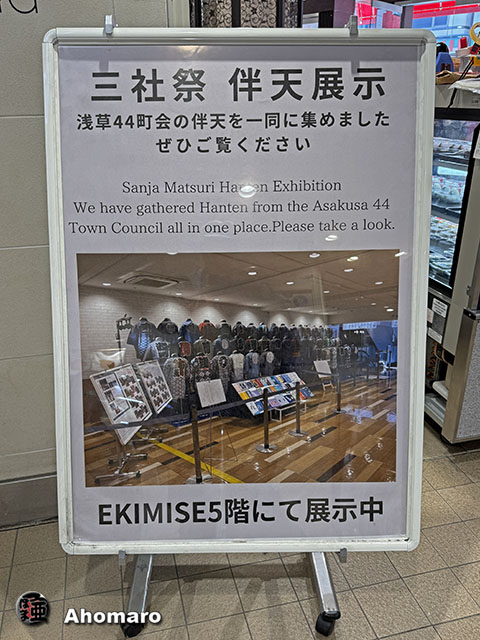 三社祭 伴天展示
浅草44町会の伴天を一同に集めました
ぜひご覧ください
Sanja Matsuri Hanten Exhibition
We have gathered Hanten from the Asakusa 44
Town Council all in one place.Please take a look.
EKIMISE5階にて展示中
Ahomaro